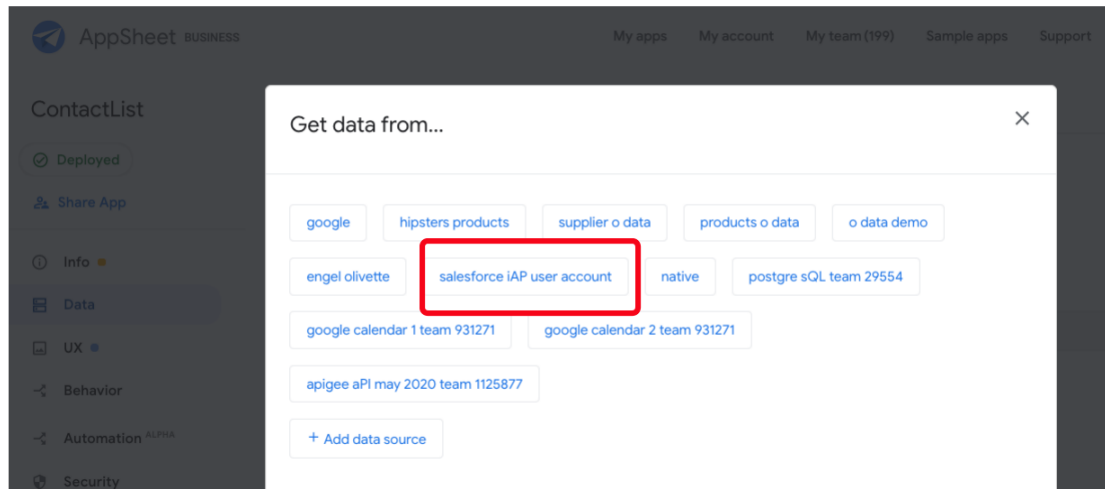 AppSheet BUSINESS My apps My account My team (199) Sample apps Support
ContactList
Get data from...
Deployed
Share App
google hipsters products supplier o data products o data o data demo
Info
engel olivette salesforce iAP user account native postgre sQL team 29554
Data
google calendar 1 team 931271 google calendar 2 team 931271
UX
apigee aPI may 2020 team 1125877
Behavior
+ Add data source
Automation ALPHA
Security